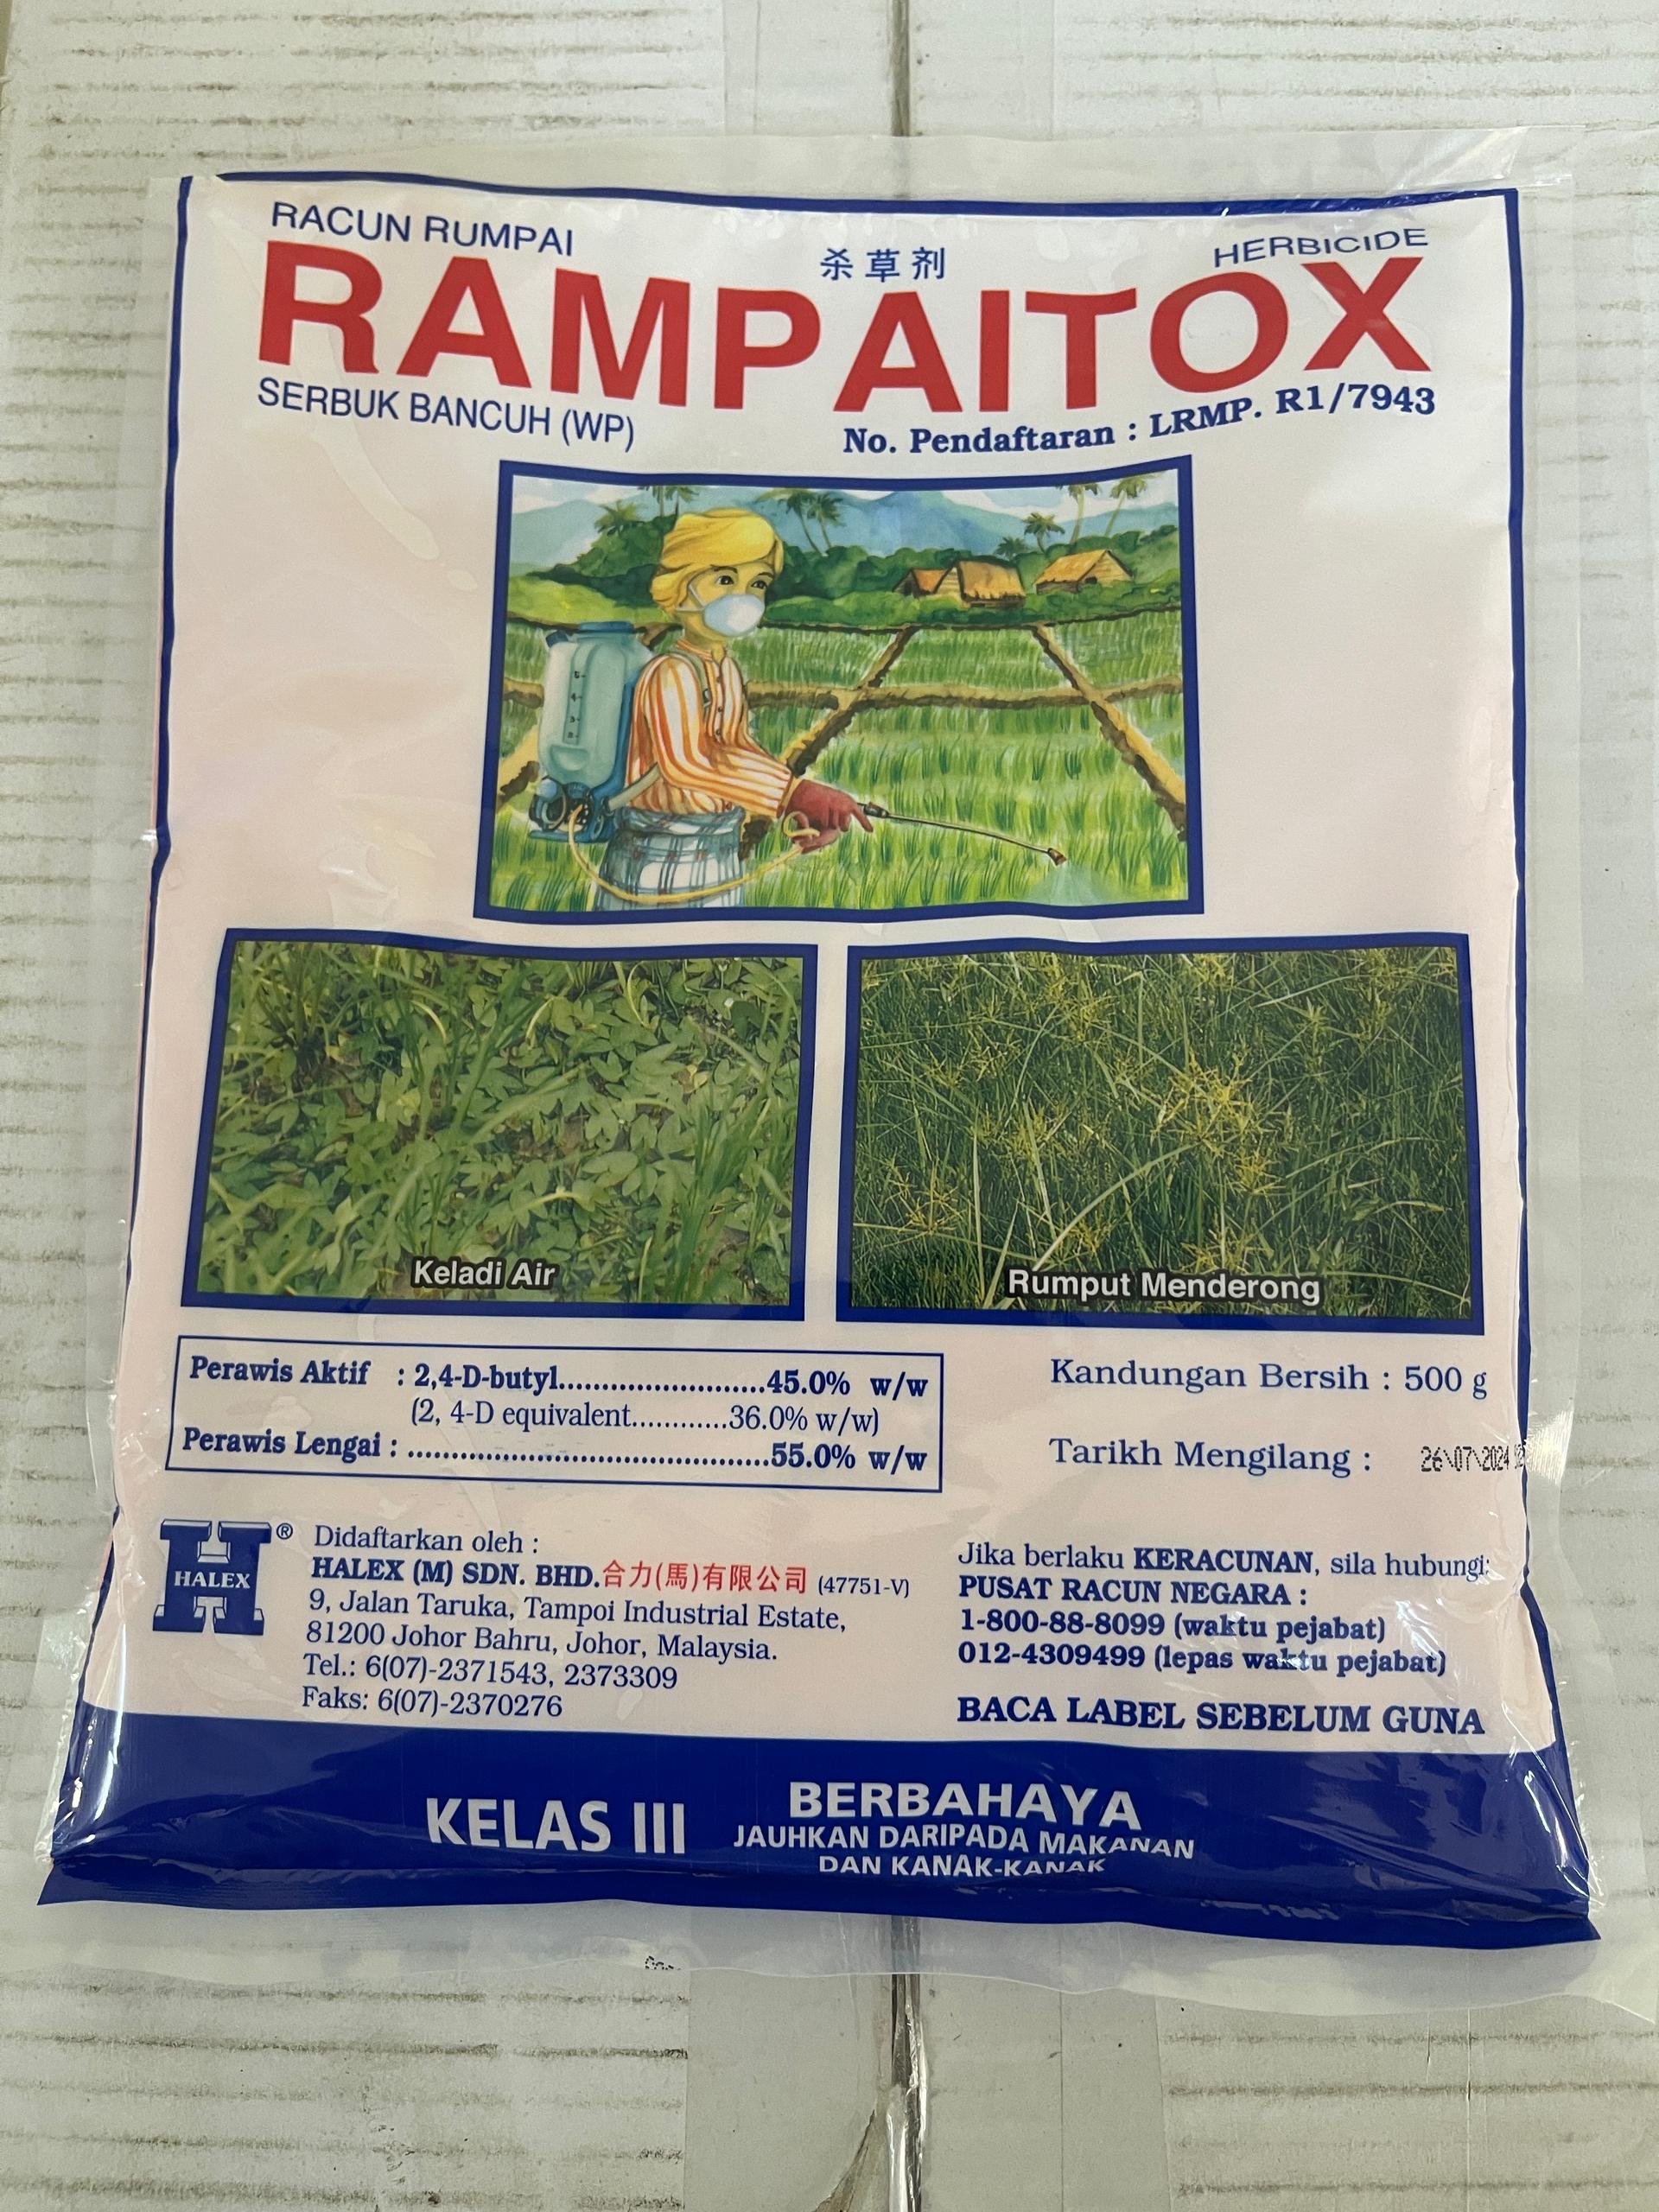 RACUN RUMPAI
杀草剂
HERBICIDE
RAMPAITOX
SERBUK BANCUH (WP)
No. Pendaftaran : LRMP. R1/7943
Keladi Air
Rumput Menderong
Perawis Aktif : 2,4-D-butyl.........................45.0% w/w
(2, 4-D equivalent............36.0% w/w)
Perawis Lengai : ............................................55.0% w/w
Kandungan Bersih : 500 g
Tarikh Mengilang : 26\07\2024
HALEX ®
Didaftarkan oleh :
HALEX (M) SDN. BHD.合力(馬)有限公司 (47751-V)
9, Jalan Taruka, Tampoi Industrial Estate,
81200 Johor Bahru, Johor, Malaysia.
Tel.: 6(07)-2371543, 2373309
Faks: 6(07)-2370276
Jika berlaku KERACUNAN, sila hubungi:
PUSAT RACUN NEGARA :
1-800-88-8099 (waktu pejabat)
012-4309499 (lepas waktu pejabat)
BACA LABEL SEBELUM GUNA
KELAS III
BERBAHAYA
JAUHKAN DARIPADA MAKANAN
DAN KANAK-KANAK